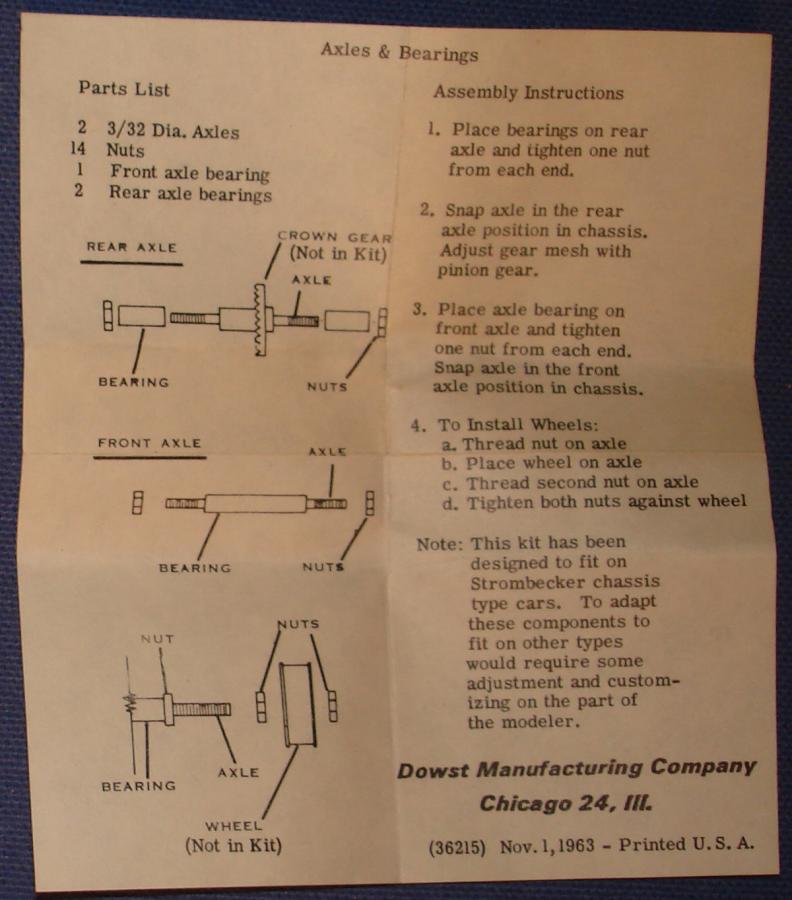 Axles & Bearings
Parts List
2 3/32 Dia. Axles
14 Nuts
1 Front axle bearing
2 Rear axle bearings
REAR AXLE
CROWN GEAR
(Not in Kit)
AXLE
BEARING
NUTS
FRONT AXLE
AXLE
BEARING
NUTS
NUT
NUTS
BEARING
AXLE
WHEEL
(Not in Kit)
Assembly Instructions
1. Place bearings on rear
axle and tighten one nut
from each end.
2. Snap axle in the rear
axle position in chassis.
Adjust gear mesh with
pinion gear.
3. Place axle bearing on
front axle and tighten
one nut from each end.
Snap axle in the front
axle position in chassis.
4. To Install Wheels:
a. Thread nut on axle
b. Place wheel on axle
c. Thread second nut on axle
d. Tighten both nuts against wheel
Note: This kit has been
designed to fit on
Strombecker chassis
type cars. To adapt
these components to
fit on other types
would require some
adjustment and custom-
izing on the part of
the modeler.
Dowst Manufacturing Company
Chicago 24, Ill.
(36215) Nov. 1, 1963 - Printed U. S. A.